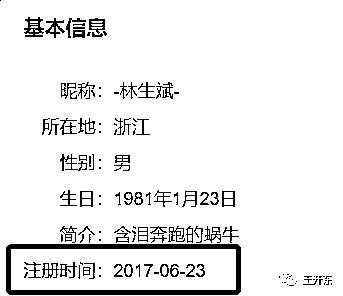 基本信息
昵称：-林生斌-
所在地：浙江
性别：男
生日：1981年1月23日
简介：含泪奔跑的蜗牛
注册时间：2017-06-23
王开东